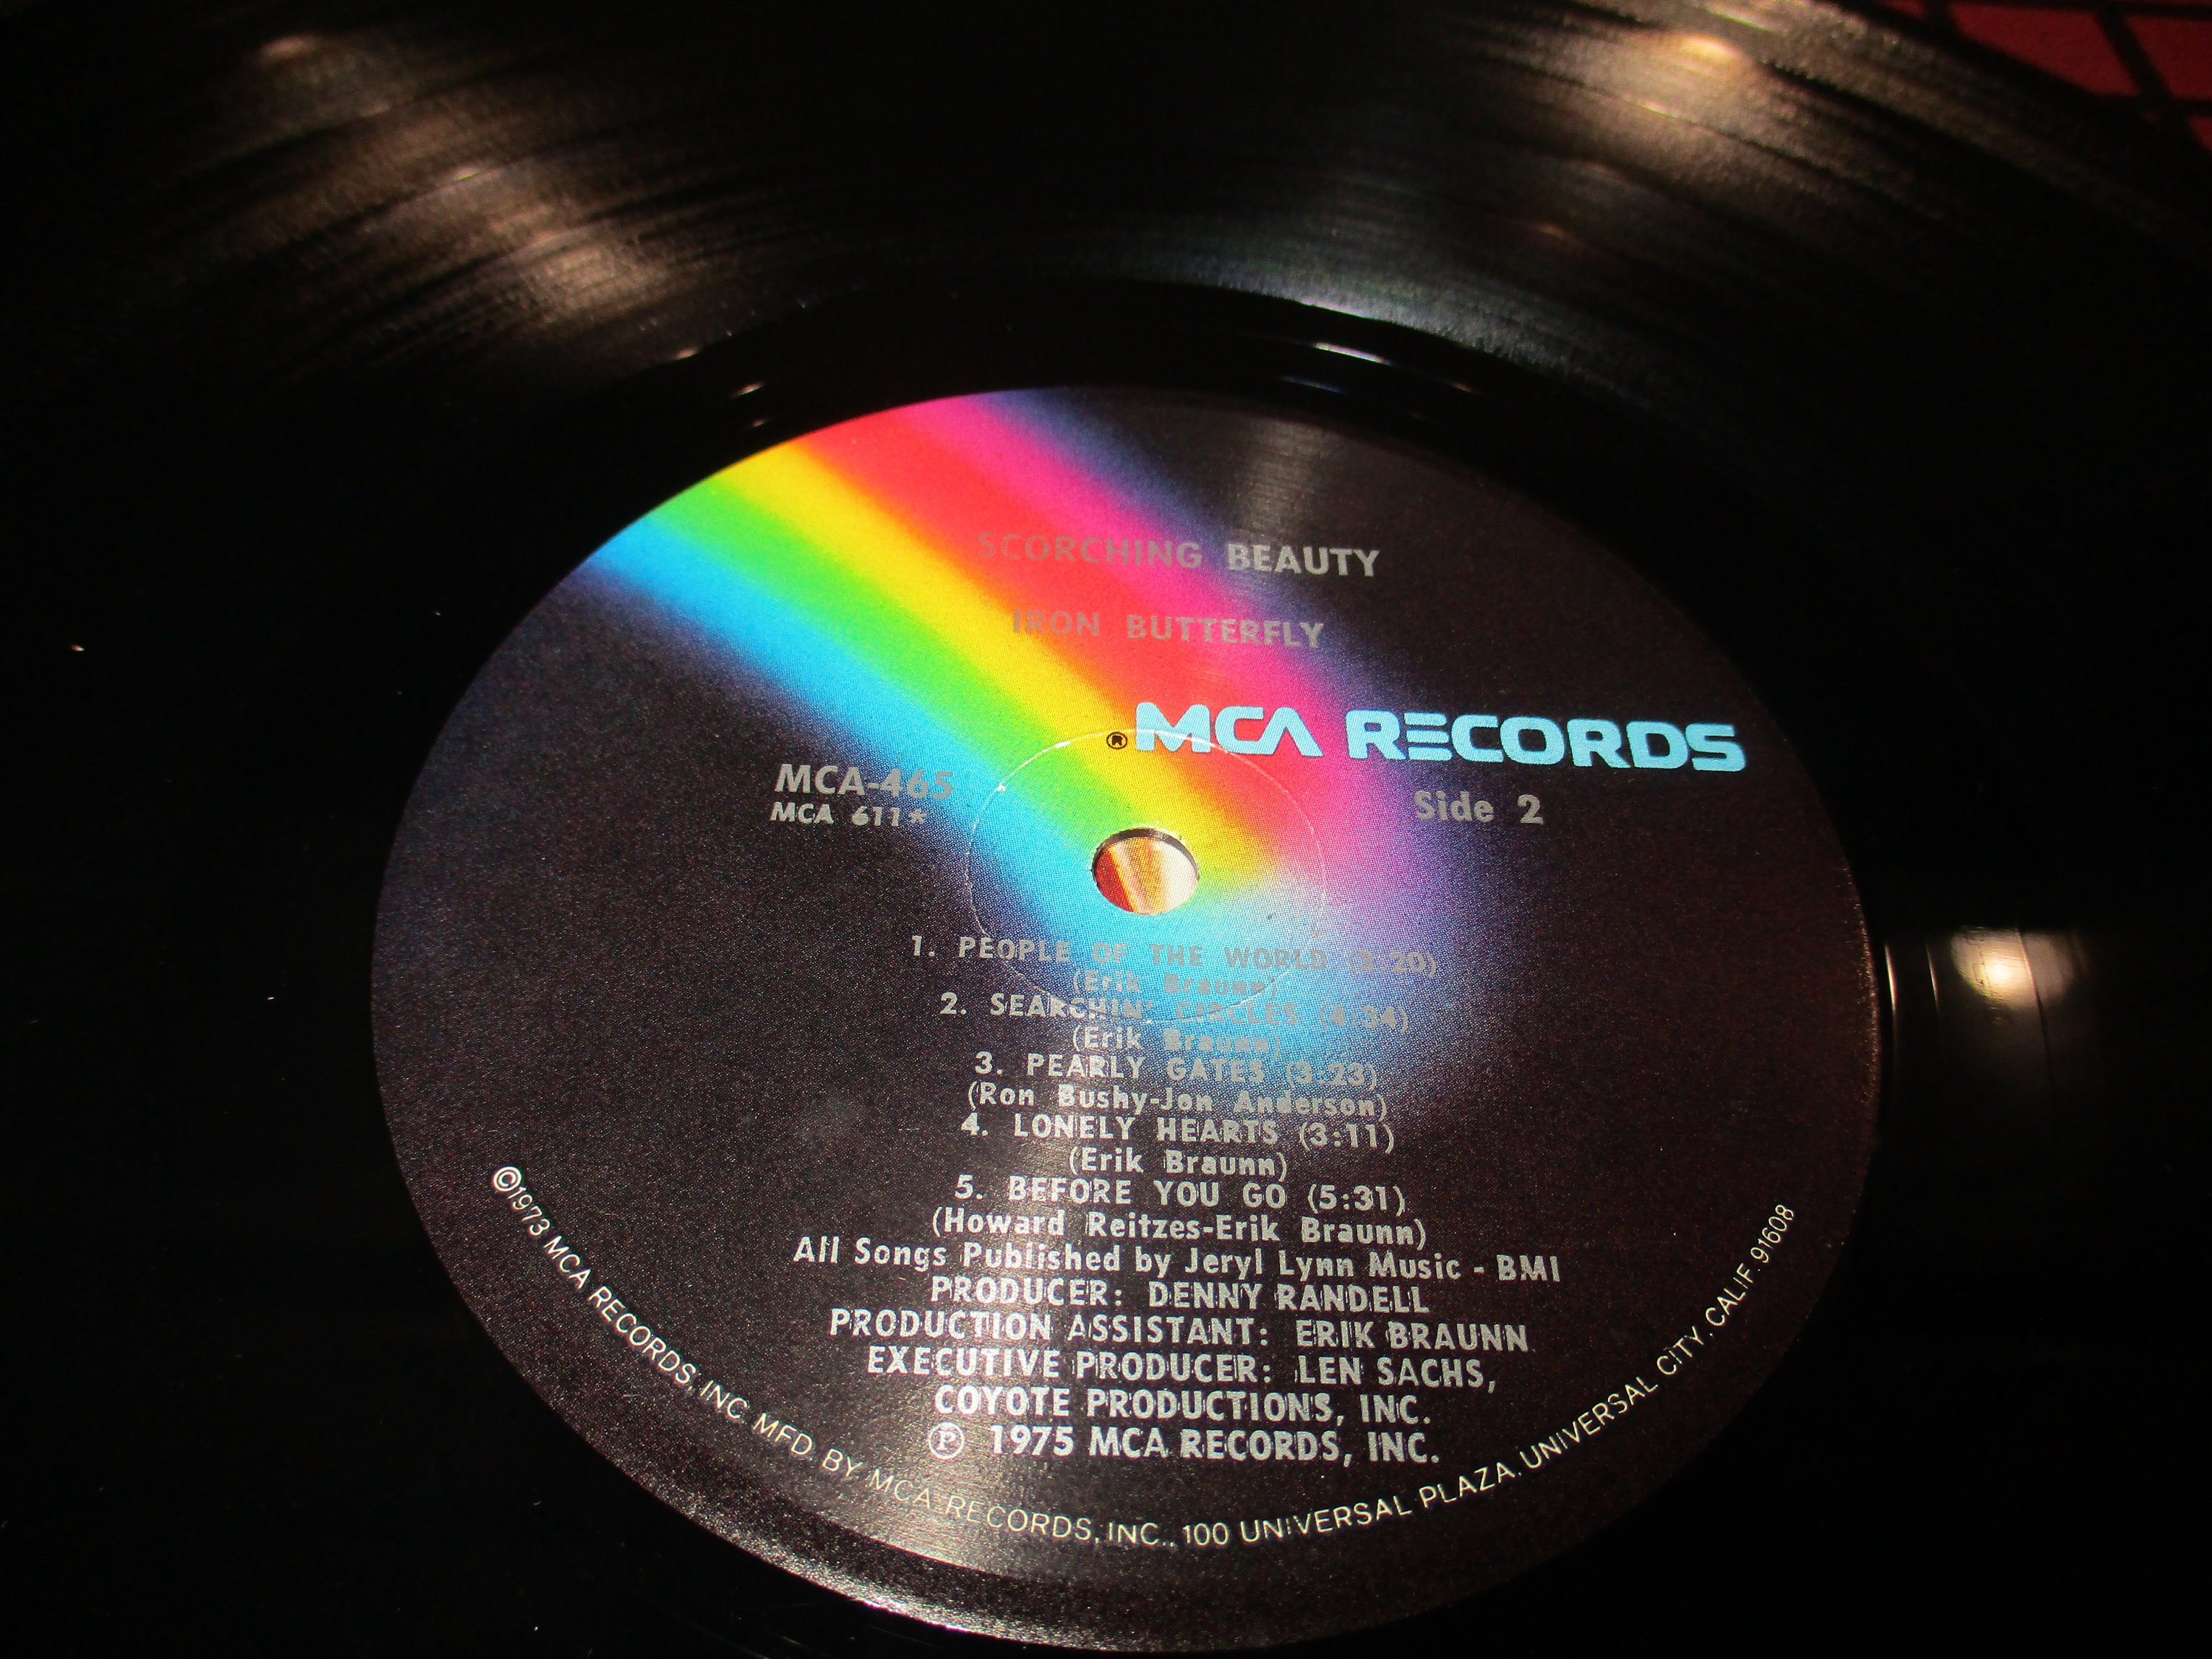 SCORCHING BEAUTY
IRON BUTTERFLY
® MCA RECORDS
MCA-465
MCA 611*
Side 2
1. PEOPLE OF THE WORLD (3:20)
(Erik Braunn)
2. SEARCHIN' CIRCLES (4:34)
(Erik Braunn)
3. PEARLY GATES (3:23)
(Ron Bushy-Jon Anderson)
4. LONELY HEARTS (3:11)
(Erik Braunn)
5. BEFORE YOU GO (5:31)
(Howard Reitzes-Erik Braunn)
All Songs Published by Jeryl Lynn Music - BMI
PRODUCER: DENNY RANDELL
PRODUCTION ASSISTANT: ERIK BRAUNN
EXECUTIVE PRODUCER: LEN SACHS,
COYOTE PRODUCTIONS, INC.
℗ 1975 MCA RECORDS, INC.
©1973 MCA RECORDS, INC. MFD. BY MCA RECORDS, INC., 100 UNIVERSAL PLAZA, UNIVERSAL CITY, CALIF. 91608